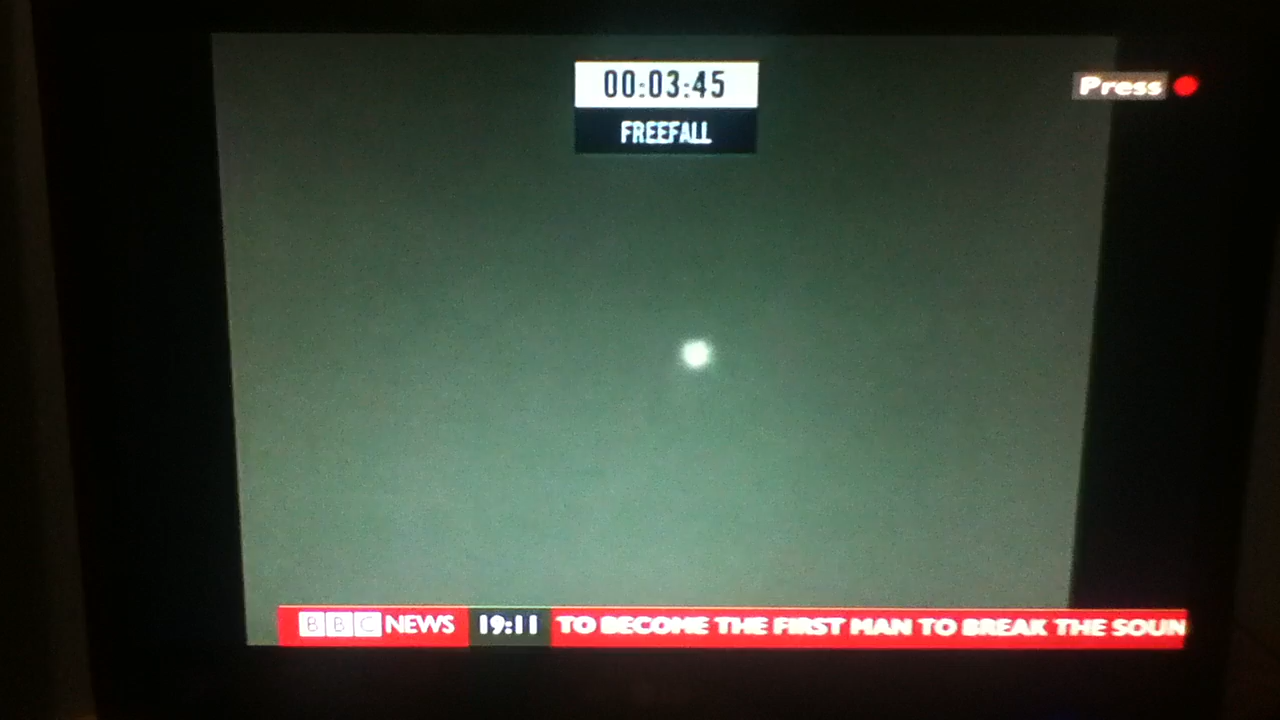 00:03:45
FREEFALL
Press
BBC NEWS 19:11 TO BECOME THE FIRST MAN TO BREAK THE SOUN